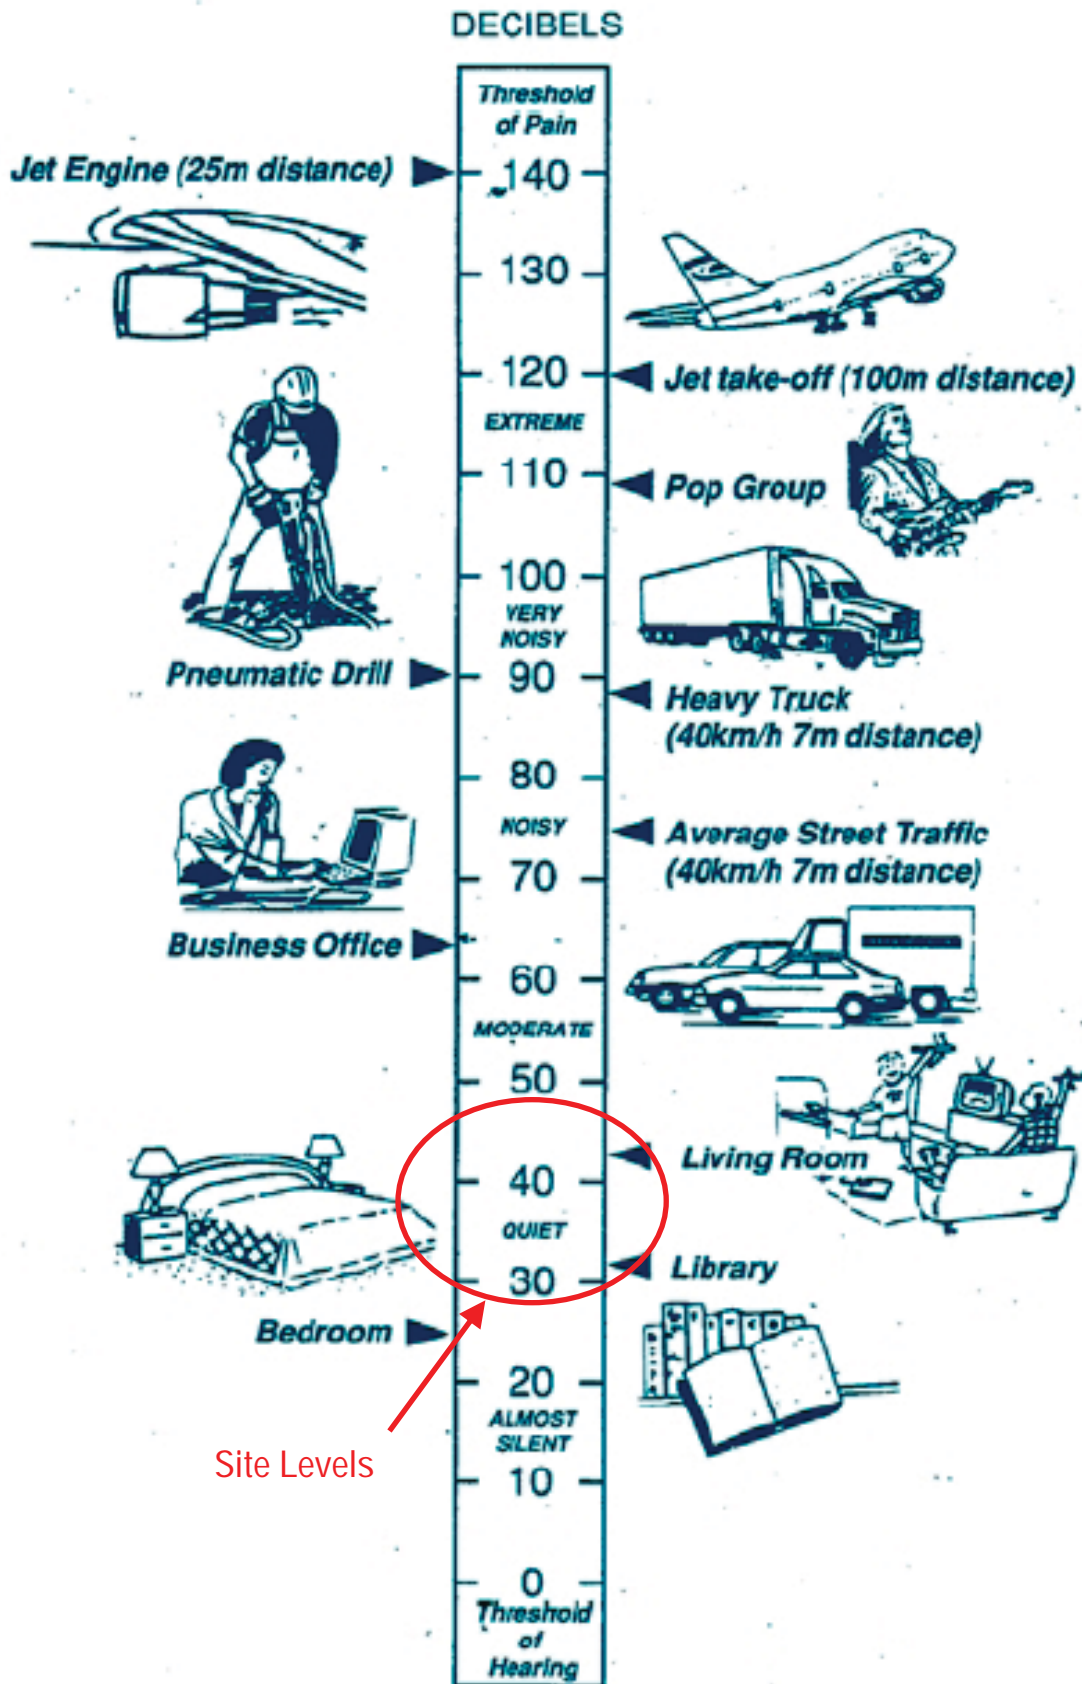 DECIBELS
Threshold
of Pain
Jet Engine (25m distance)
140
130
120
Jet take-off (100m distance)
EXTREME
110
Pop Group
100
VERY
NOISY
Pneumatic Drill
90
Heavy Truck
(40km/h 7m distance)
80
NOISY
Average Street Traffic
(40km/h 7m distance)
70
Business Office
60
MODERATE
50
Living Room
40
QUIET
30
Library
Bedroom
20
ALMOST
SILENT
Site Levels
10
0
Threshold
of
Hearing